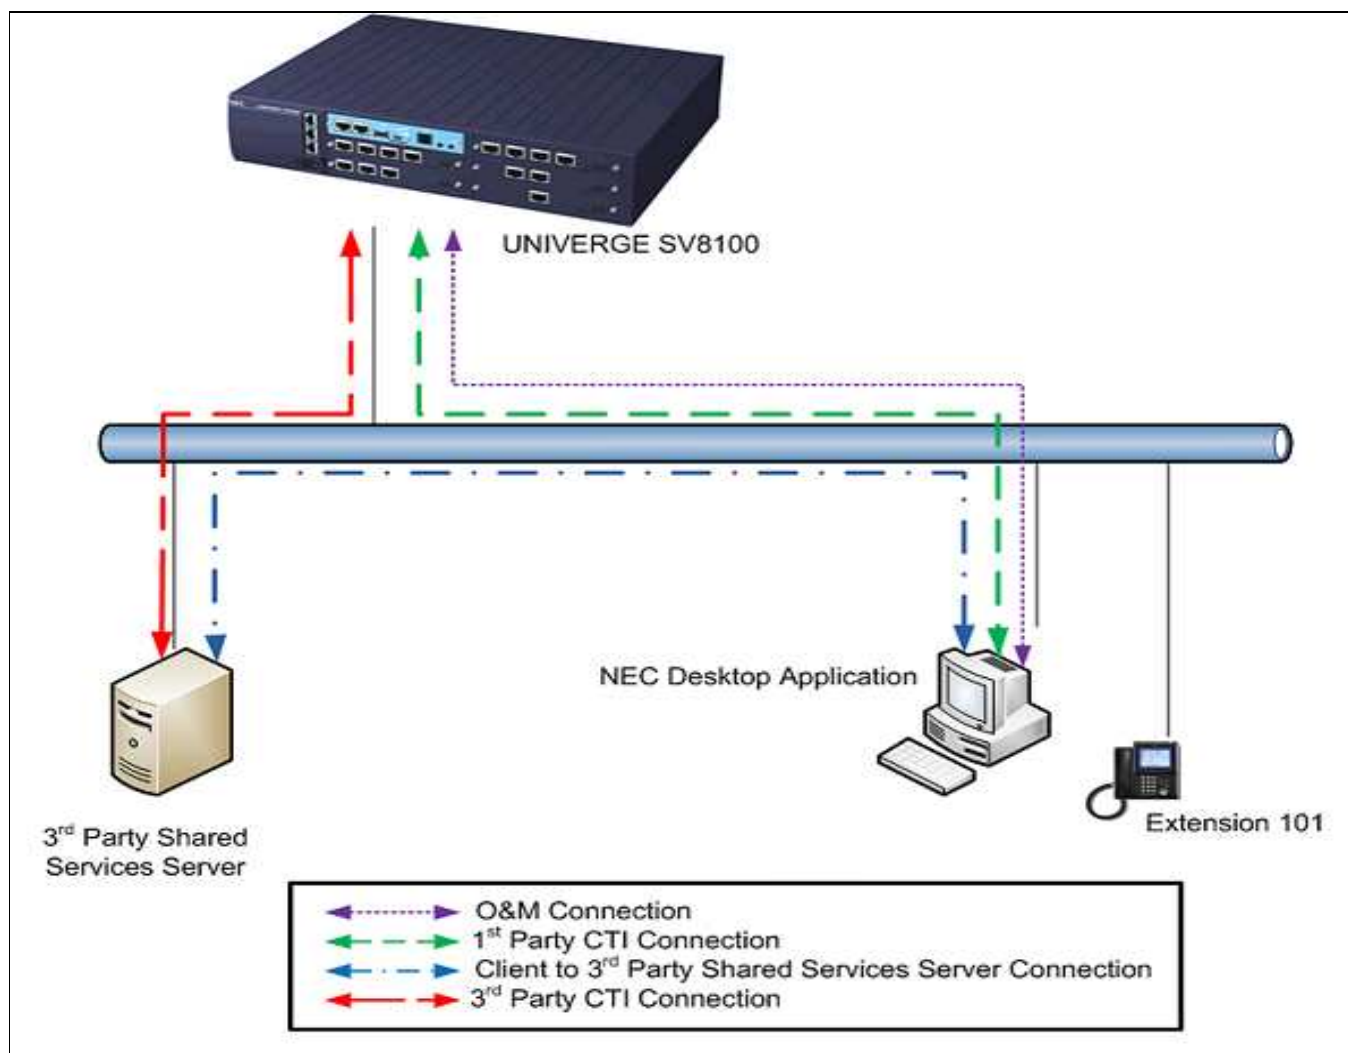 UNIVERGE SV8100
NEC Desktop Application
Extension 101
3rd Party Shared
Services Server
O&M Connection
1st Party CTI Connection
Client to 3rd Party Shared Services Server Connection
3rd Party CTI Connection